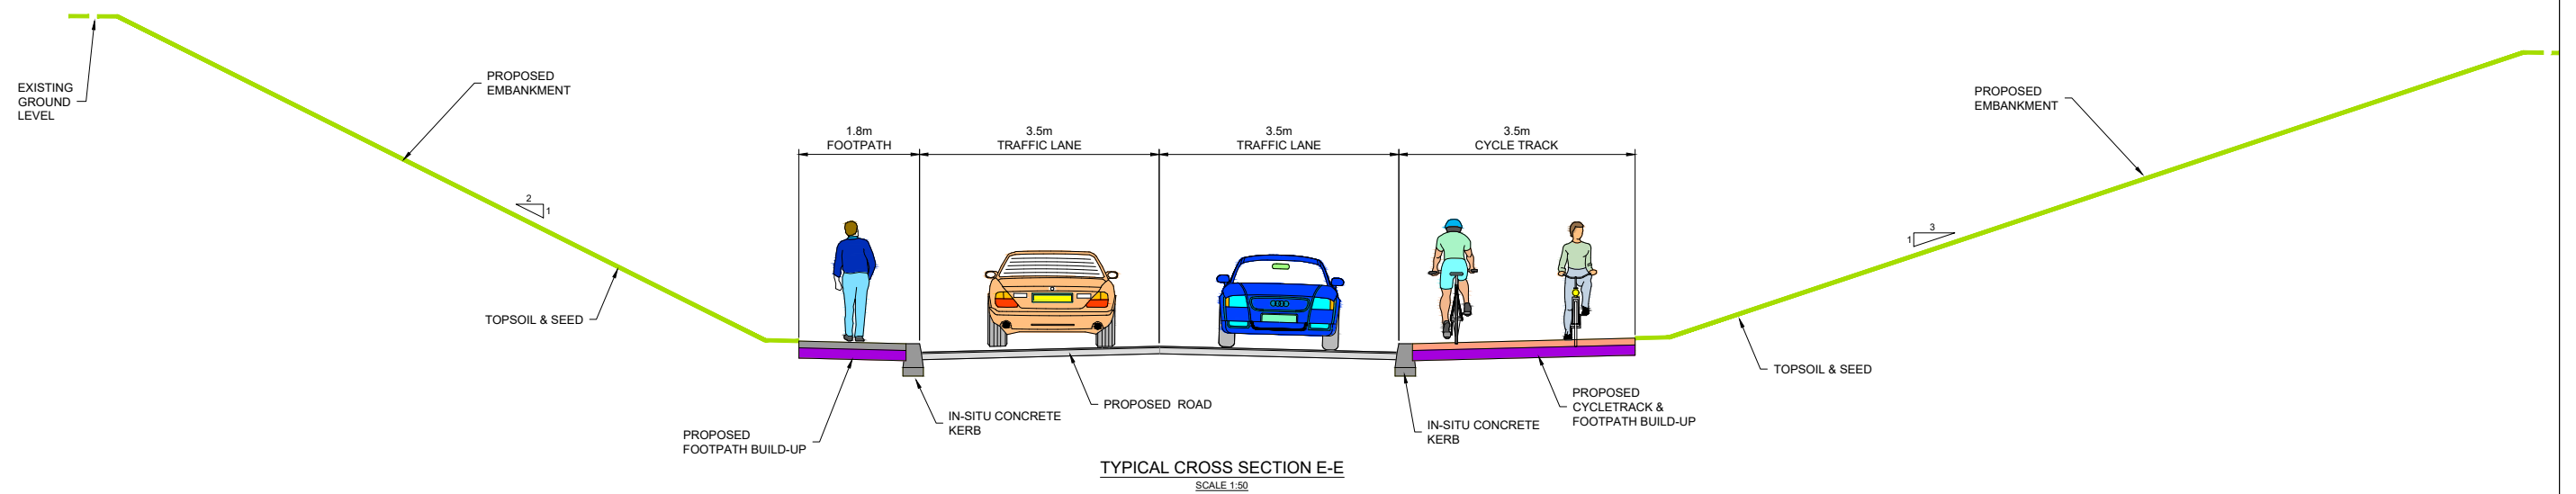 EXISTING
GROUND
LEVEL
PROPOSED
EMBANKMENT
2
1
TOPSOIL & SEED
1.8m
FOOTPATH
3.5m
TRAFFIC LANE
3.5m
TRAFFIC LANE
3.5m
CYCLE TRACK
PROPOSED
EMBANKMENT
3
1
TOPSOIL & SEED
PROPOSED
FOOTPATH BUILD-UP
IN-SITU CONCRETE
KERB
PROPOSED ROAD
IN-SITU CONCRETE
KERB
PROPOSED
CYCLETRACK &
FOOTPATH BUILD-UP
TYPICAL CROSS SECTION E-E
SCALE 1:50